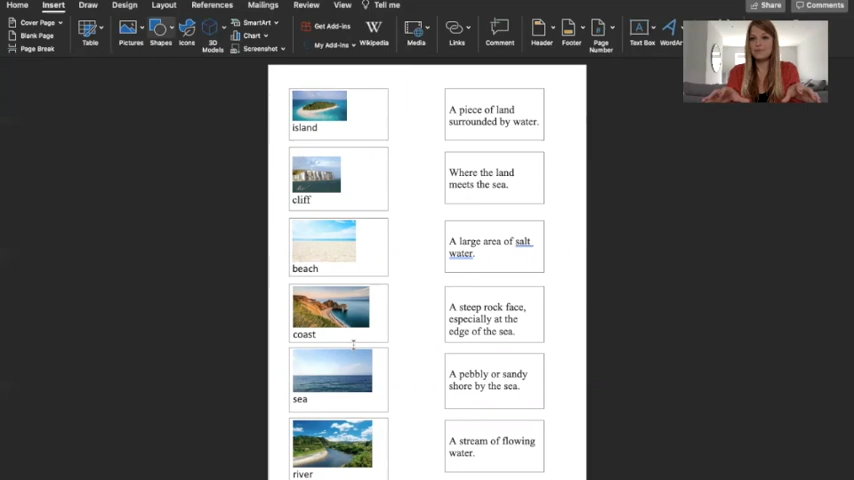 Home Insert Draw Design Layout References Mailings Review View Tell me Share Comments
Cover Page
Blank Page
Page Break
Table
Pictures
Shapes
Icons
3D
Models
SmartArt
Chart
Screenshot
Get Add-ins
My Add-ins
Wikipedia
Media
Links
Comment
Header
Footer
Page
Number
Text Box
WordArt
island
A piece of land
surrounded by water.
cliff
Where the land
meets the sea.
beach
A large area of salt
water.
coast
A steep rock face,
especially at the
edge of the sea.
sea
A pebbly or sandy
shore by the sea.
river
A stream of flowing
water.